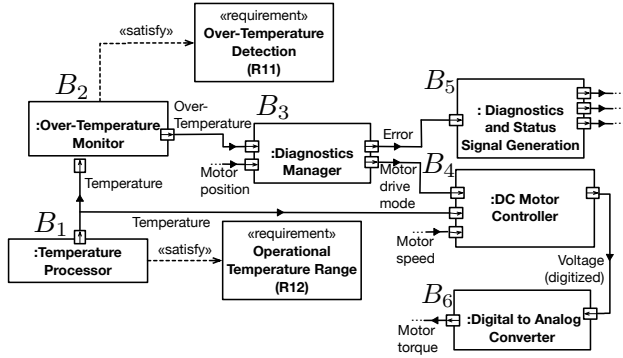 «requirement»
Over-Temperature
Detection
(R11)
«satisfy»
B2
:Over-Temperature
Monitor
Over-
Temperature
B3
:Diagnostics
Manager
Motor
position
Error
Motor
drive
mode
B5
: Diagnostics
and Status
Signal Generation
B4
:DC Motor
Controller
Temperature
Temperature
B1
:Temperature
Processor
«satisfy»
«requirement»
Operational
Temperature Range
(R12)
Motor
speed
Voltage
(digitized)
B6
:Digital to Analog
Converter
Motor
torque